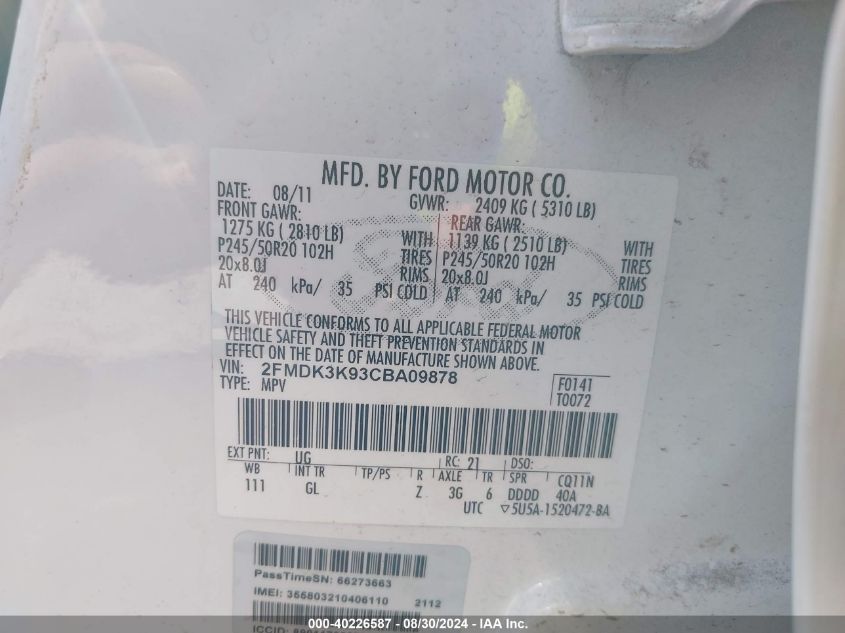 MFD. BY FORD MOTOR CO.
DATE: 08/11 GVWR: 2409 KG ( 5310 LB)
FRONT GAWR: REAR GAWR:
1275 KG ( 2810 LB) WITH 1139 KG ( 2510 LB) WITH
P245/50R20 102H TIRES P245/50R20 102H TIRES
20x8.0J RIMS 20x8.0J RIMS
AT 240 kPa/ 35 PSI COLD AT 240 kPa/ 35 PSI COLD
THIS VEHICLE CONFORMS TO ALL APPLICABLE FEDERAL MOTOR
VEHICLE SAFETY AND THEFT PREVENTION STANDARDS IN
EFFECT ON THE DATE OF MANUFACTURE SHOWN ABOVE.
VIN: 2FMDK3K93CBA09878 F0141
TYPE: MPV T0072
EXT PNT: UG RC: 21 DSO:
WB INT TR TP/PS R AXLE TR SPR CQ11N
111 GL Z 3G 6 DDDD 40A
UTC ▽5U5A-1520472-BA
PassTimeSN: 66273663
IMEI: 355803210406110 2112
ICCID:
000-40226587 - 08/30/2024 - IAA Inc.